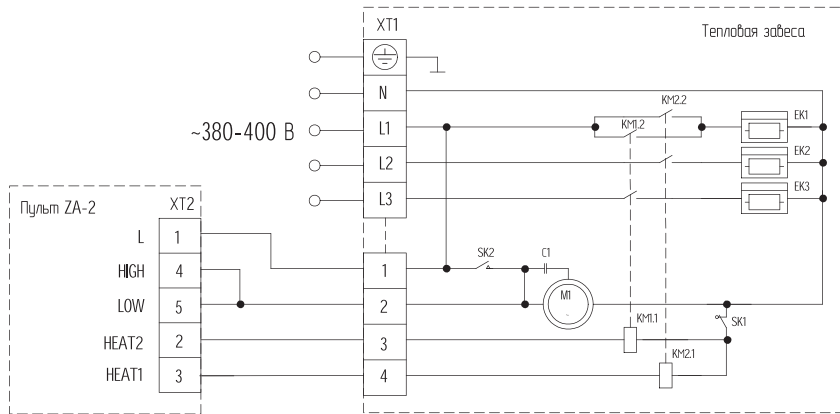 XT1
Тепловая завеса
N
KM2.2
EK1
~380-400 В
L1
KM1.2
EK2
L2
EK3
L3
Пульт ZA-2
XT2
L 1
HIGH 4
1
SK2
C1
M1
LOW 5
2
SK1
KM1.1
HEAT2 2
3
KM2.1
HEAT1 3
4